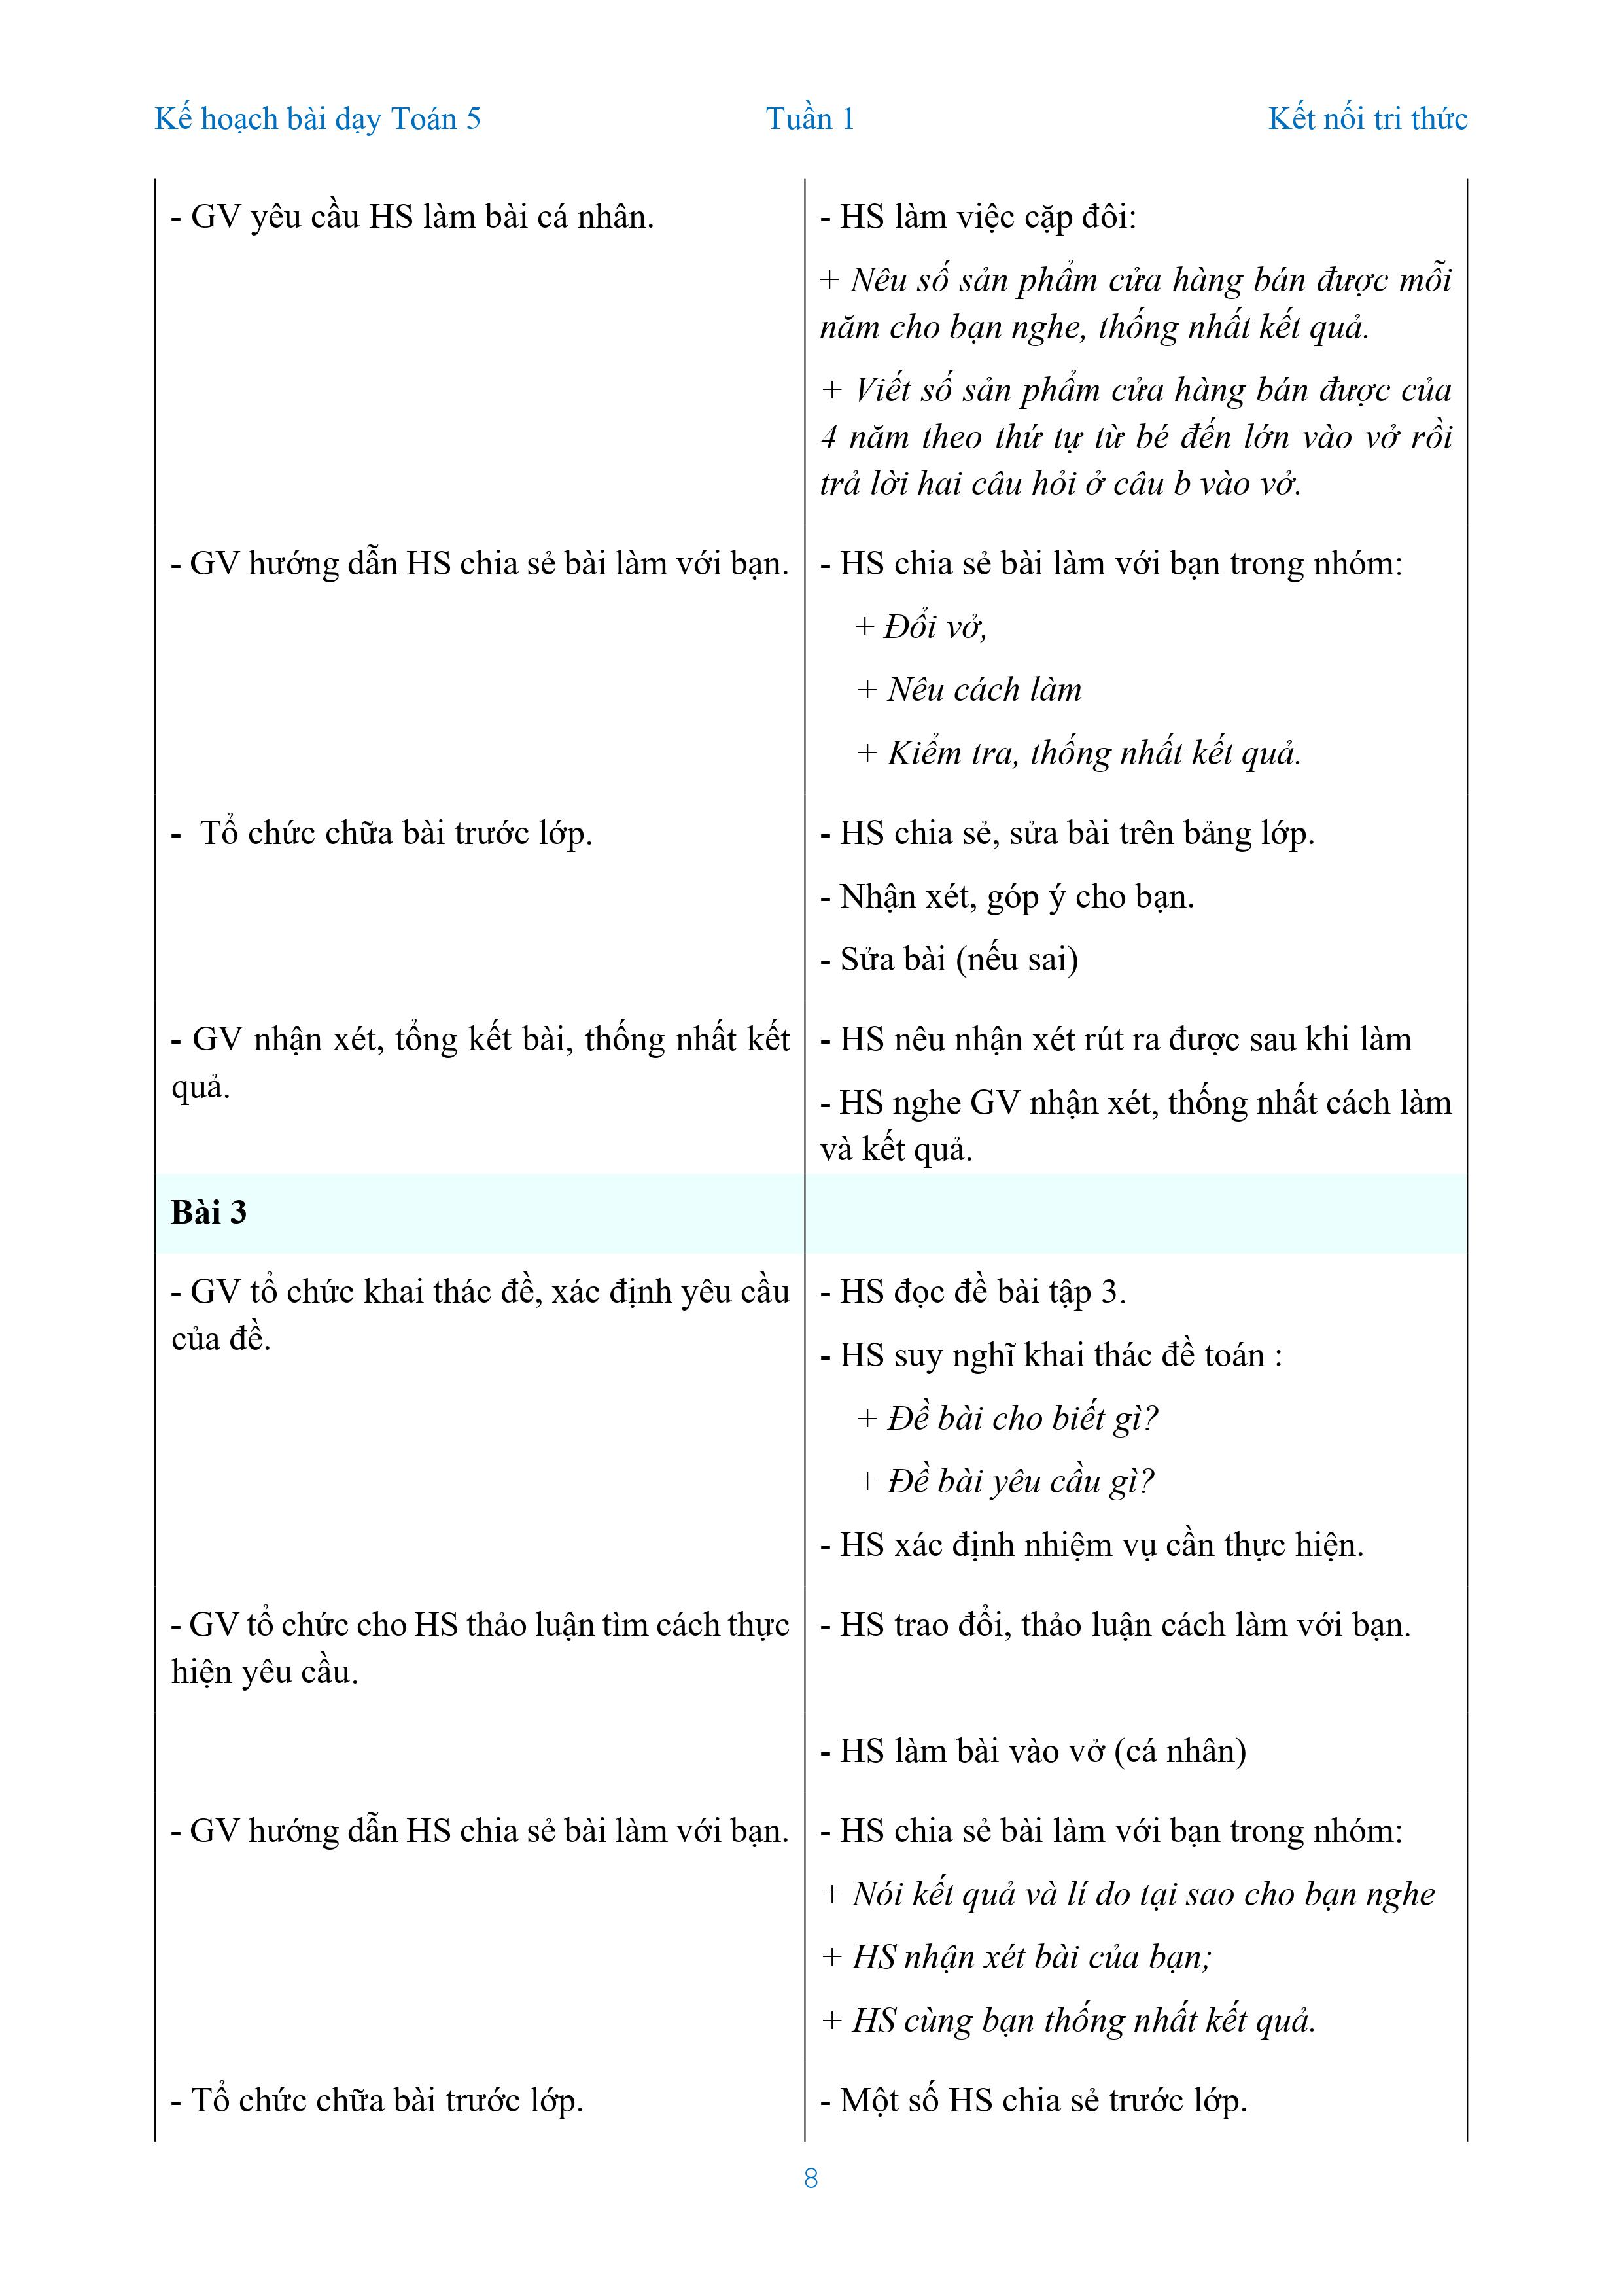 Kế hoạch bài dạy Toán 5 Tuần 1 Kết nối tri thức
- GV yêu cầu HS làm bài cá nhân.
- HS làm việc cặp đôi:
+ Nêu số sản phẩm cửa hàng bán được mỗi
năm cho bạn nghe, thống nhất kết quả.
+ Viết số sản phẩm cửa hàng bán được của
4 năm theo thứ tự từ bé đến lớn vào vở rồi
trả lời hai câu hỏi ở câu b vào vở.
- GV hướng dẫn HS chia sẻ bài làm với bạn.
- HS chia sẻ bài làm với bạn trong nhóm:
+ Đổi vở,
+ Nêu cách làm
+ Kiểm tra, thống nhất kết quả.
- Tổ chức chữa bài trước lớp.
- HS chia sẻ, sửa bài trên bảng lớp.
- Nhận xét, góp ý cho bạn.
- Sửa bài (nếu sai)
- GV nhận xét, tổng kết bài, thống nhất kết
quả.
- HS nêu nhận xét rút ra được sau khi làm
- HS nghe GV nhận xét, thống nhất cách làm
và kết quả.
Bài 3
- GV tổ chức khai thác đề, xác định yêu cầu
của đề.
- HS đọc đề bài tập 3.
- HS suy nghĩ khai thác đề toán :
+ Đề bài cho biết gì?
+ Đề bài yêu cầu gì?
- HS xác định nhiệm vụ cần thực hiện.
- GV tổ chức cho HS thảo luận tìm cách thực
hiện yêu cầu.
- HS trao đổi, thảo luận cách làm với bạn.
- HS làm bài vào vở (cá nhân)
- GV hướng dẫn HS chia sẻ bài làm với bạn.
- HS chia sẻ bài làm với bạn trong nhóm:
+ Nói kết quả và lí do tại sao cho bạn nghe
+ HS nhận xét bài của bạn;
+ HS cùng bạn thống nhất kết quả.
- Tổ chức chữa bài trước lớp.
- Một số HS chia sẻ trước lớp.
8